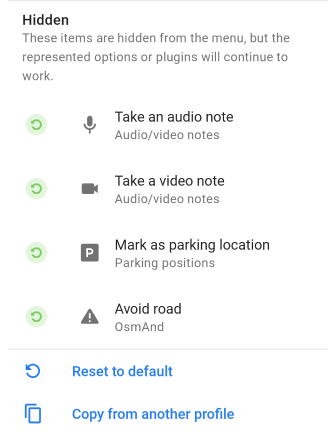 Hidden
These items are hidden from the menu, but the
represented options or plugins will continue to
work.
Take an audio note
Audio/video notes
Take a video note
Audio/video notes
P
Mark as parking location
Parking positions
Avoid road
OsmAnd
Reset to default
Copy from another profile